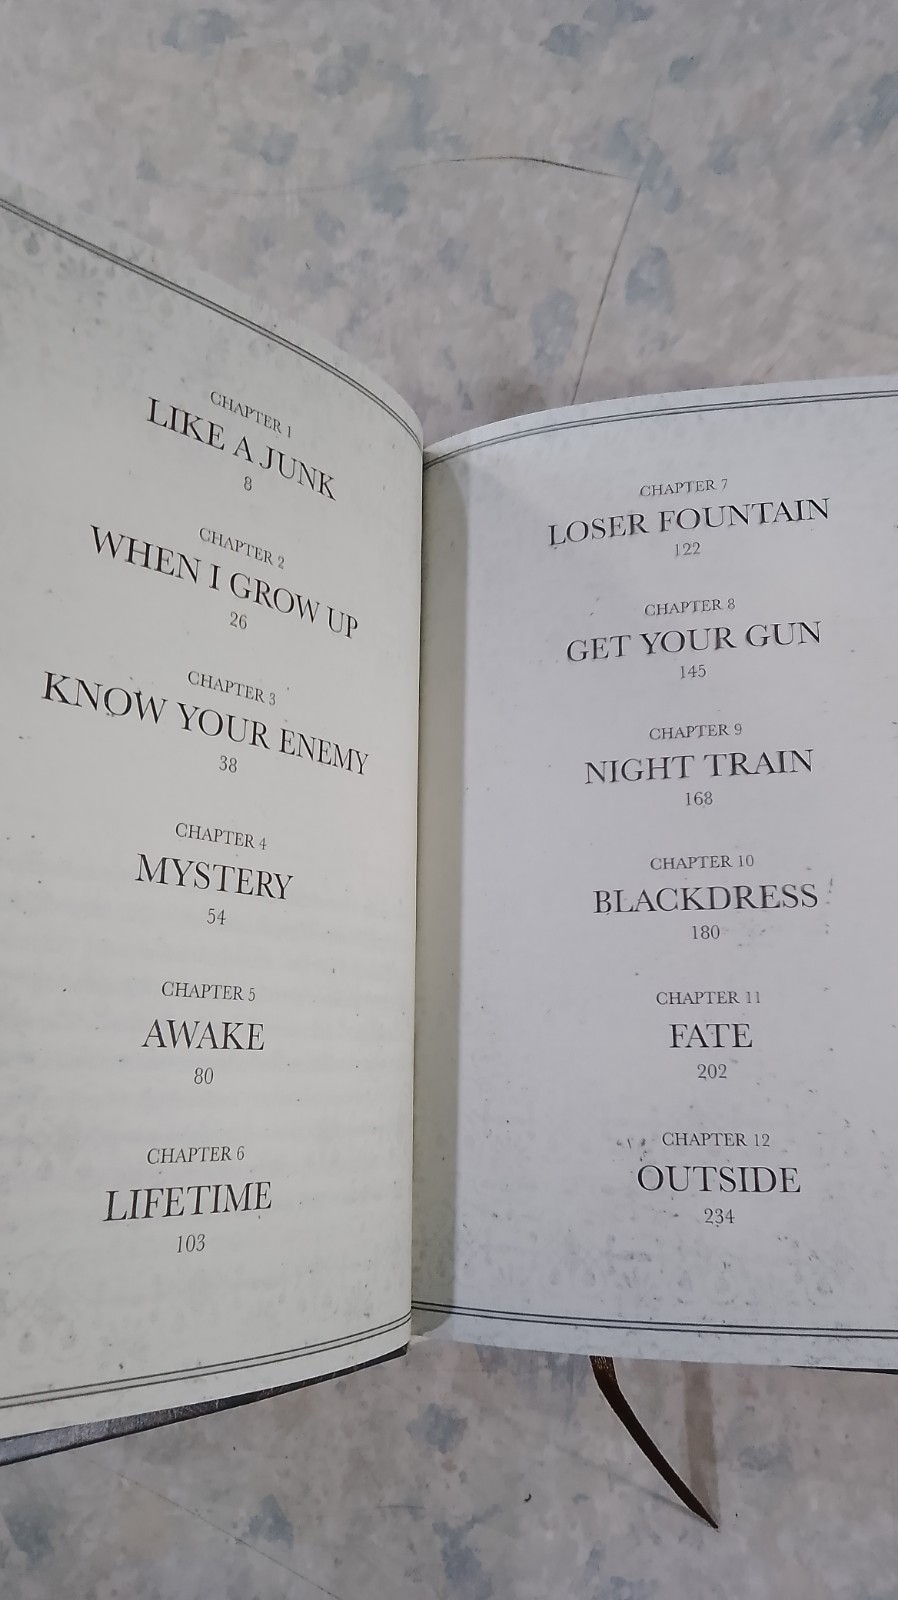 CHAPTER 1
LIKE A JUNK
8
CHAPTER 2
WHEN I GROW UP
26
CHAPTER 3
KNOW YOUR ENEMY
38
CHAPTER 4
MYSTERY
54
CHAPTER 5
AWAKE
80
CHAPTER 6
LIFETIME
103
CHAPTER 7
LOSER FOUNTAIN
122
CHAPTER 8
GET YOUR GUN
145
CHAPTER 9
NIGHT TRAIN
168
CHAPTER 10
BLACKDRESS
180
CHAPTER 11
FATE
202
CHAPTER 12
OUTSIDE
234